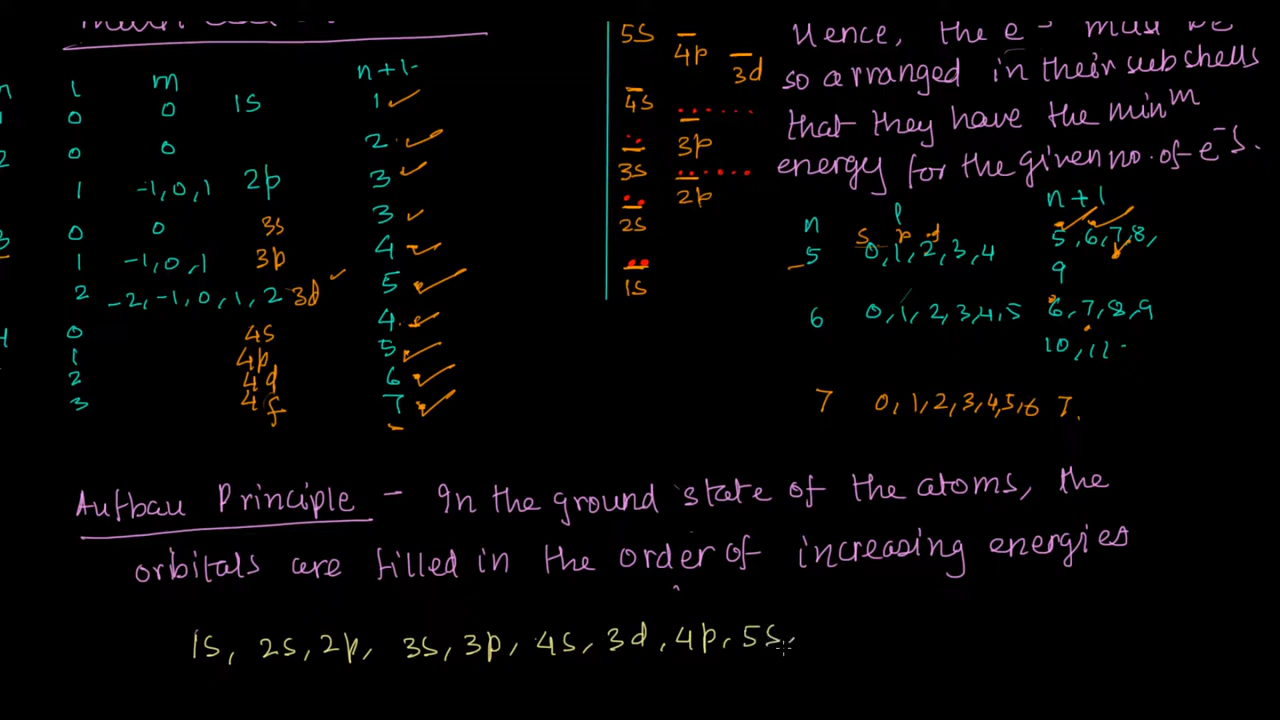 l m n+l
0 0 1s 1
0 0 2
1 -1,0,1 2p 3
0 0 3s 3
1 -1,0,1 3p 4
2 -2,-1,0,1,2 3d 5
0 4s 4
1 4p 5
2 4d 6
3 4f 7
5s 4p 3d
4s
3p
3s
2p
2s
1s
Hence, the e⁻ must be
so arranged in their subshells
that they have the minᵐ
energy for the given no. of e⁻s.
n l n+l
s p d
5 0,1,2,3,4 5,6,7,8,
9
6 0,1,2,3,4,5 6,7,8,9
10,11
7 0,1,2,3,4,5,6 7.
Aufbau Principle - In the ground state of the atoms, the
orbitals are filled in the order of increasing energies
1s, 2s, 2p, 3s, 3p, 4s, 3d, 4p, 5s,